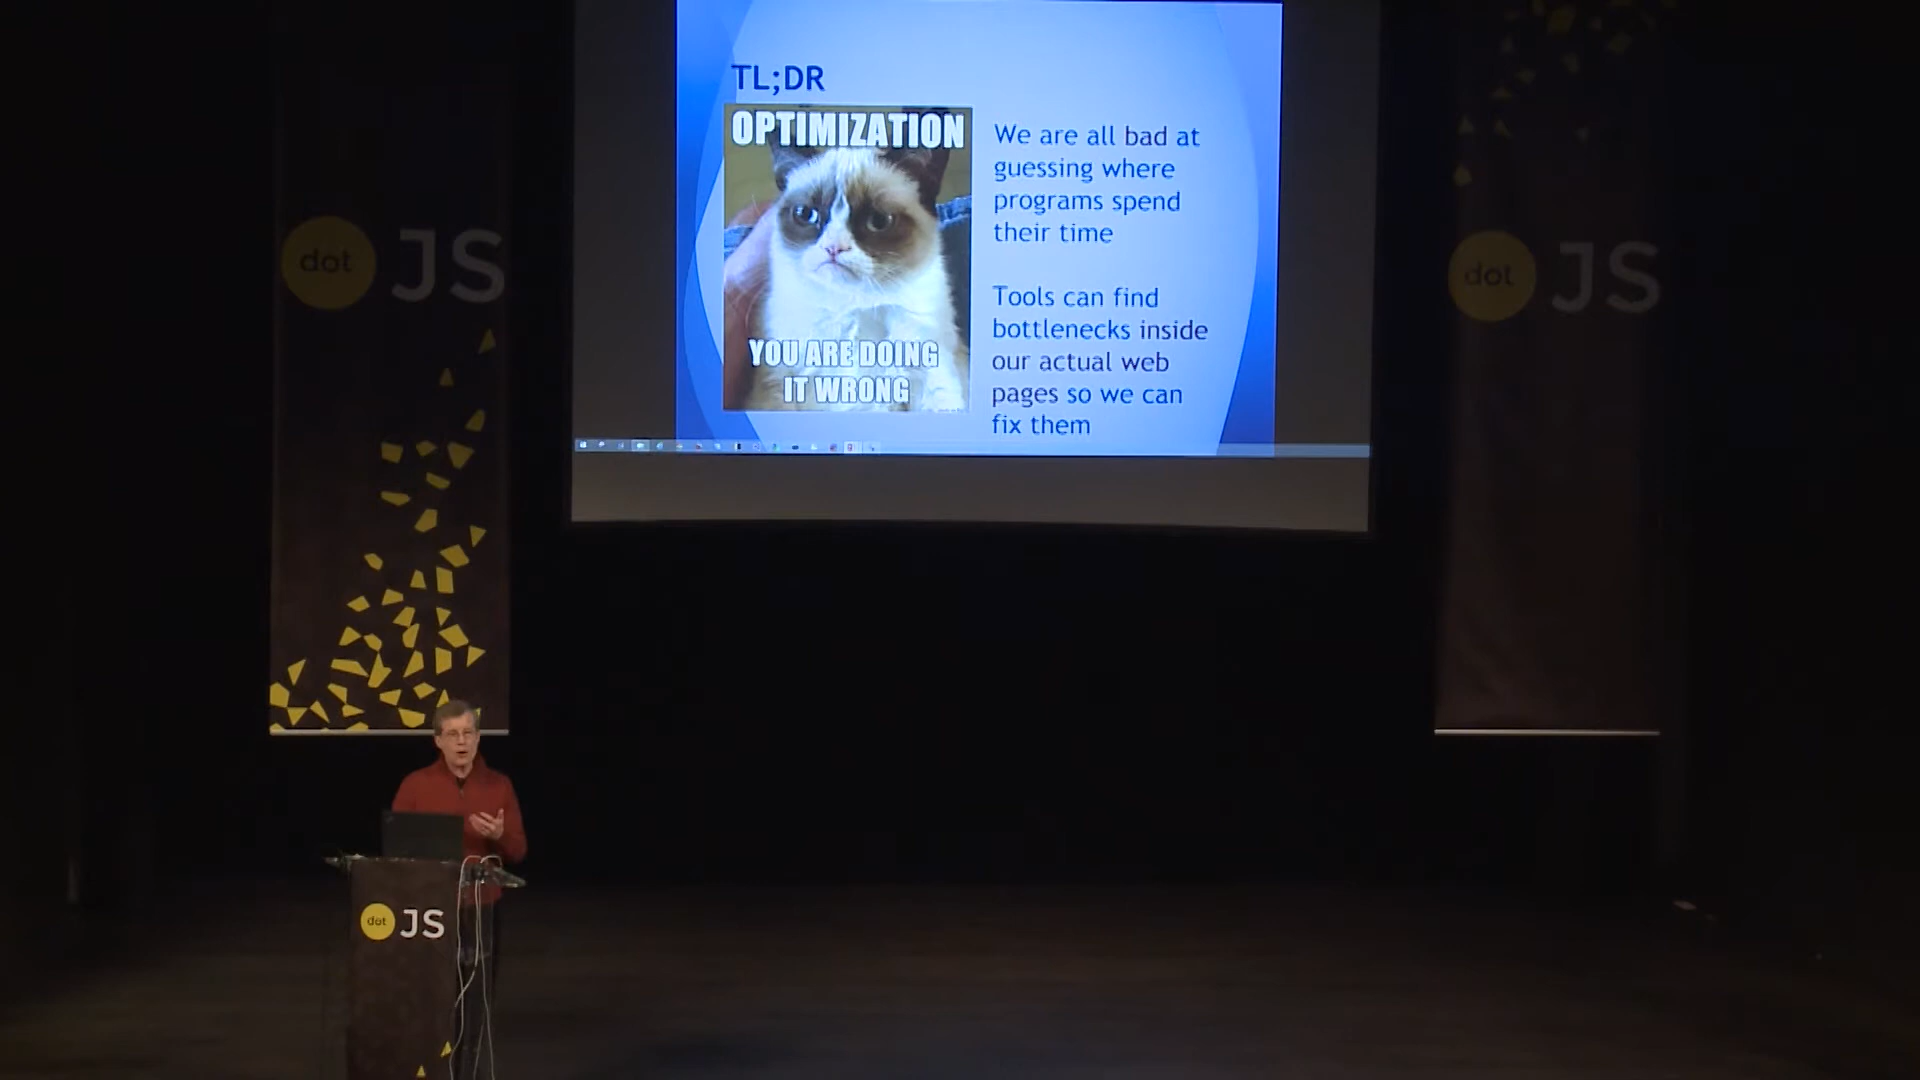 TL;DR
OPTIMIZATION
YOU ARE DOING
IT WRONG
We are all bad at
guessing where
programs spend
their time
Tools can find
bottlenecks inside
our actual web
pages so we can
fix them
dot JS
dot JS
dot JS